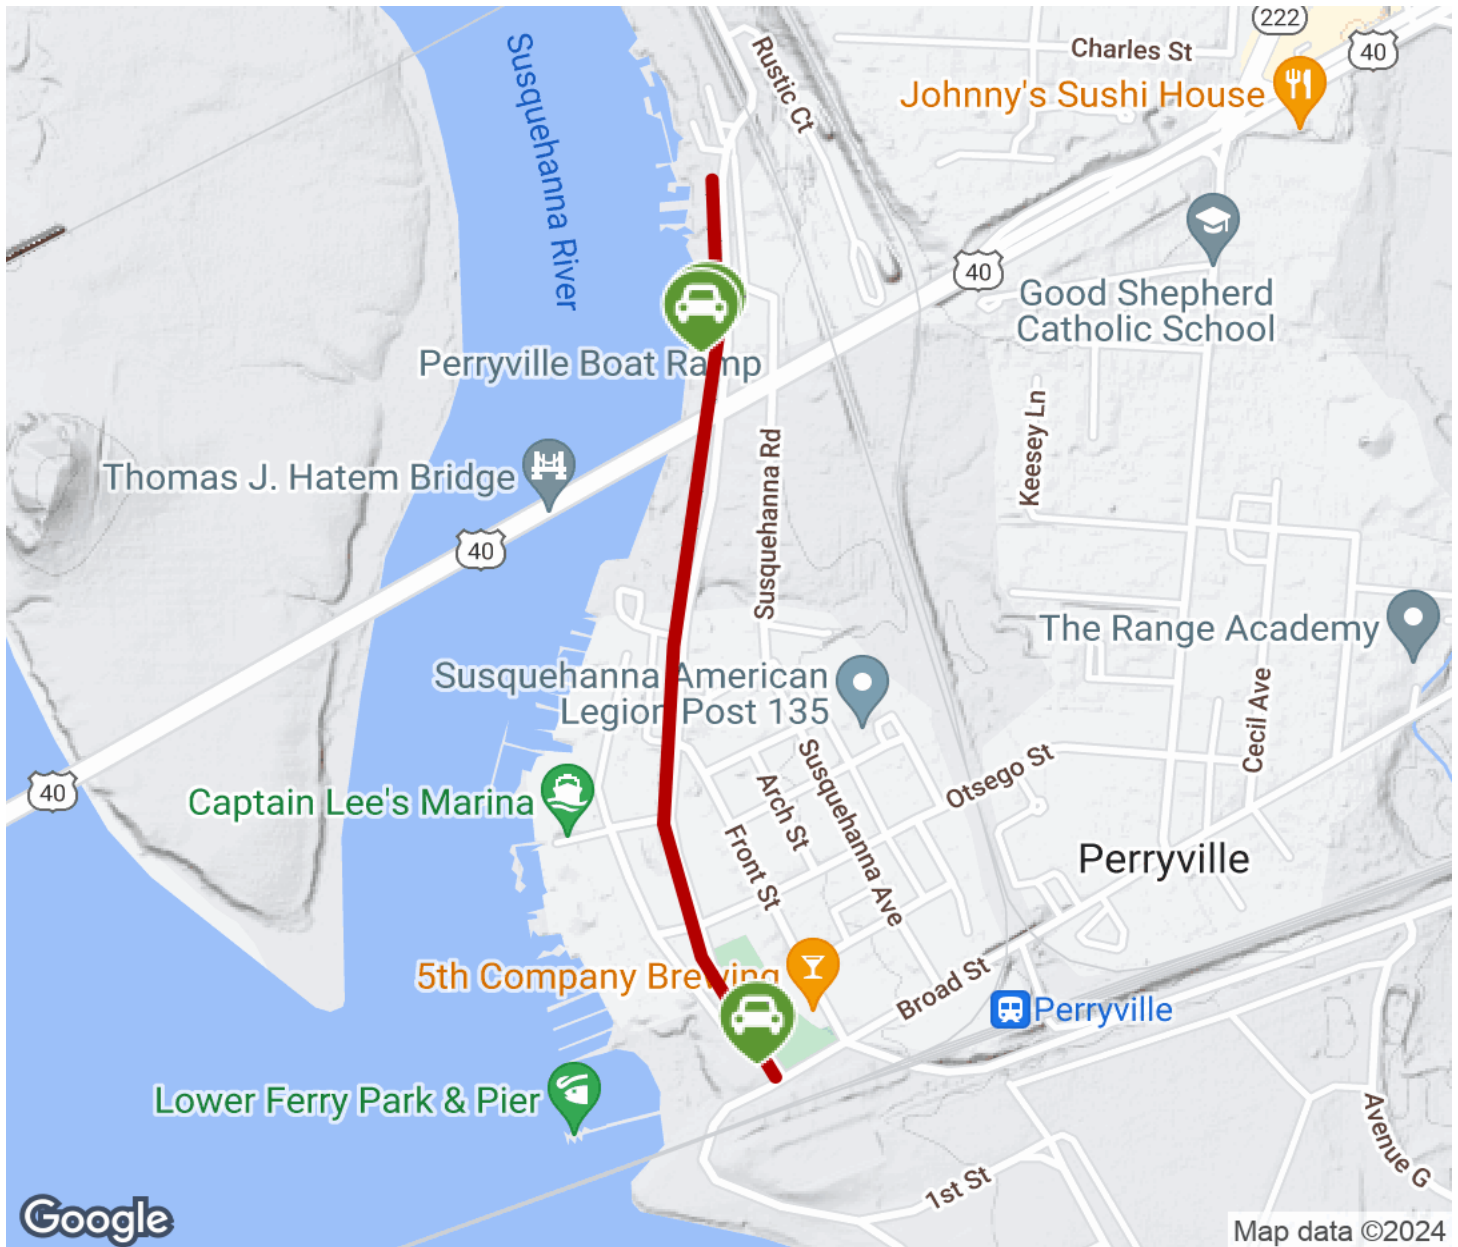 222
Charles St
40
Susquehanna River
Rustic Ct
Johnny's Sushi House
40
Good Shepherd
Catholic School
Perryville Boat Ramp
Keesey Ln
Susquehanna Rd
Thomas J. Hatem Bridge
40
The Range Academy
Susquehanna American
Legion Post 135
Cecil Ave
40
Captain Lee's Marina
Arch St
Susquehanna Ave
Otsego St
Front St
Perryville
5th Company Brewing
Broad St
Perryville
Lower Ferry Park & Pier
Avenue G
1st St
Google
Map data ©2024